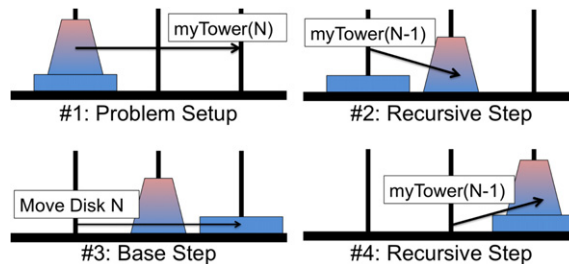 myTower(N)
#1: Problem Setup
myTower(N-1)
#2: Recursive Step
Move Disk N
#3: Base Step
myTower(N-1)
#4: Recursive Step